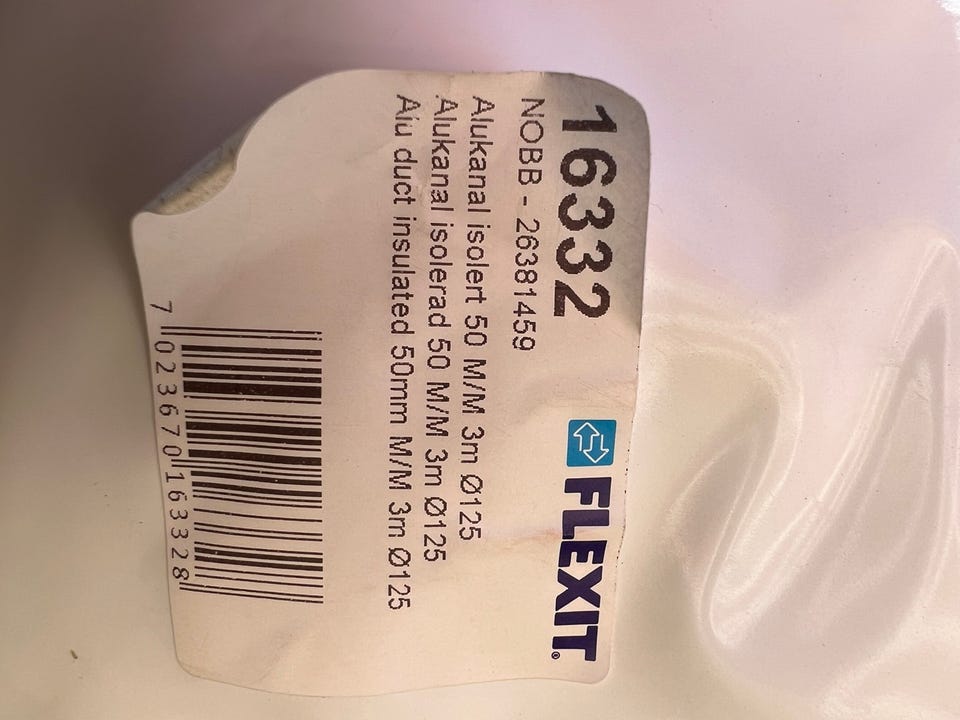 16332
FLEXIT®
NOBB - 26381459
Alukanal isolert 50 M/M 3m Ø125
Alukanal isolerad 50 M/M 3m Ø125
Alu duct insulated 50mm M/M 3m Ø125
7 023670 163328